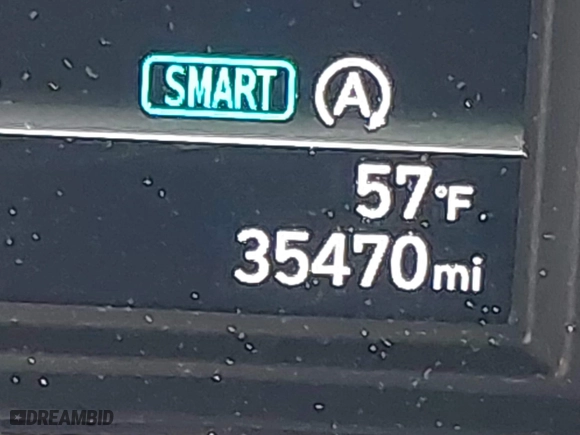 SMART A
57°F
35470mi
DREAMBID